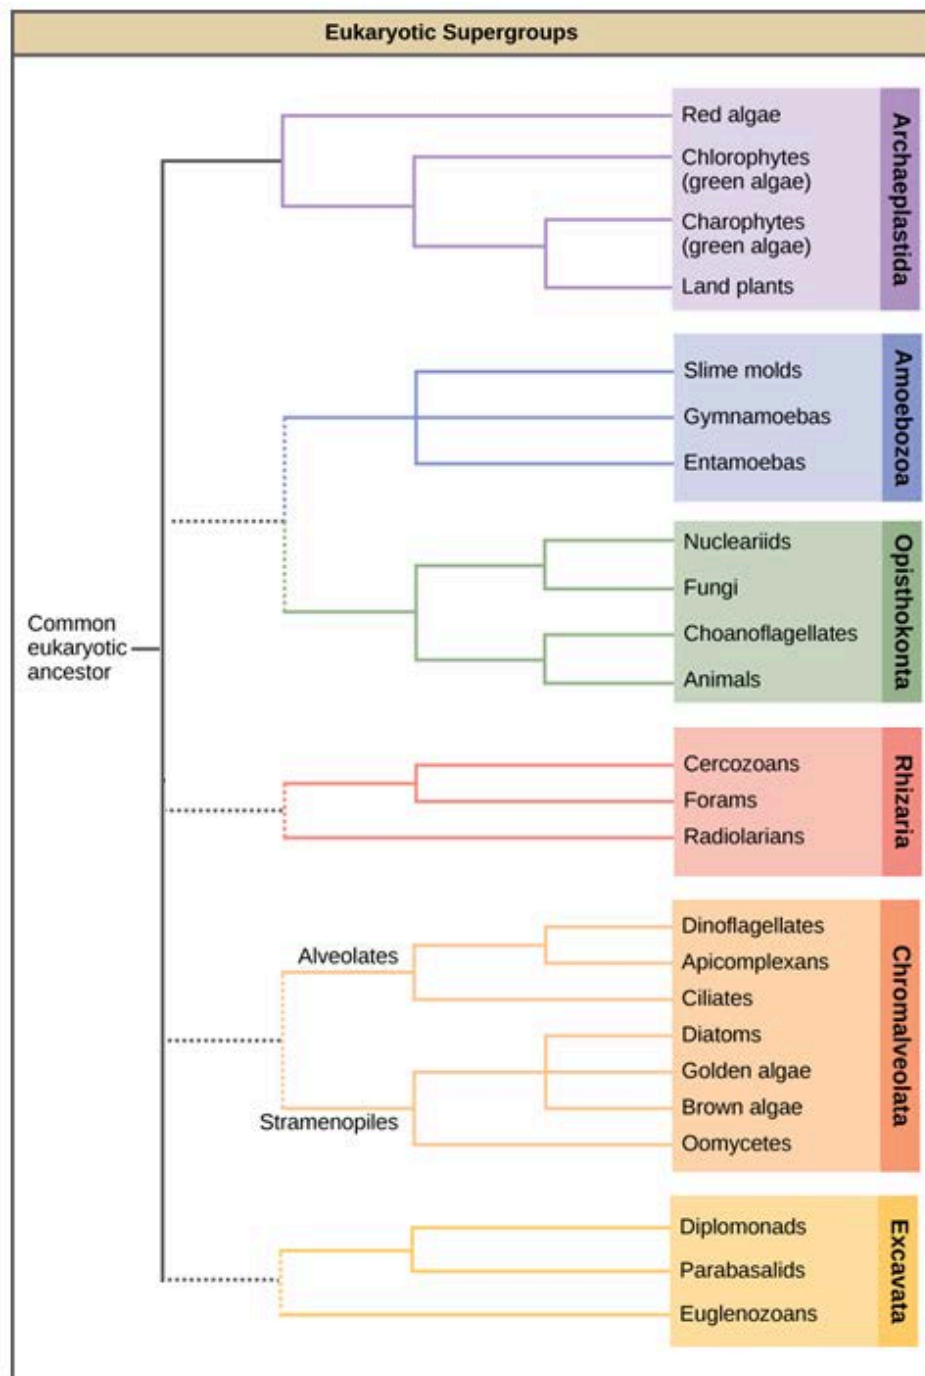 Eukaryotic Supergroups
Red algae
Chlorophytes
(green algae)
Charophytes
(green algae)
Land plants
Archaeplastida
Slime molds
Gymnamoebas
Entamoebas
Amoebozoa
Nucleariids
Fungi
Choanoflagellates
Animals
Opisthokonta
Common
eukaryotic
ancestor
Cercozoans
Forams
Radiolarians
Rhizaria
Alveolates
Dinoflagellates
Apicomplexans
Ciliates
Stramenopiles
Diatoms
Golden algae
Brown algae
Oomycetes
Chromalveolata
Diplomonads
Parabasalids
Euglenozoans
Excavata